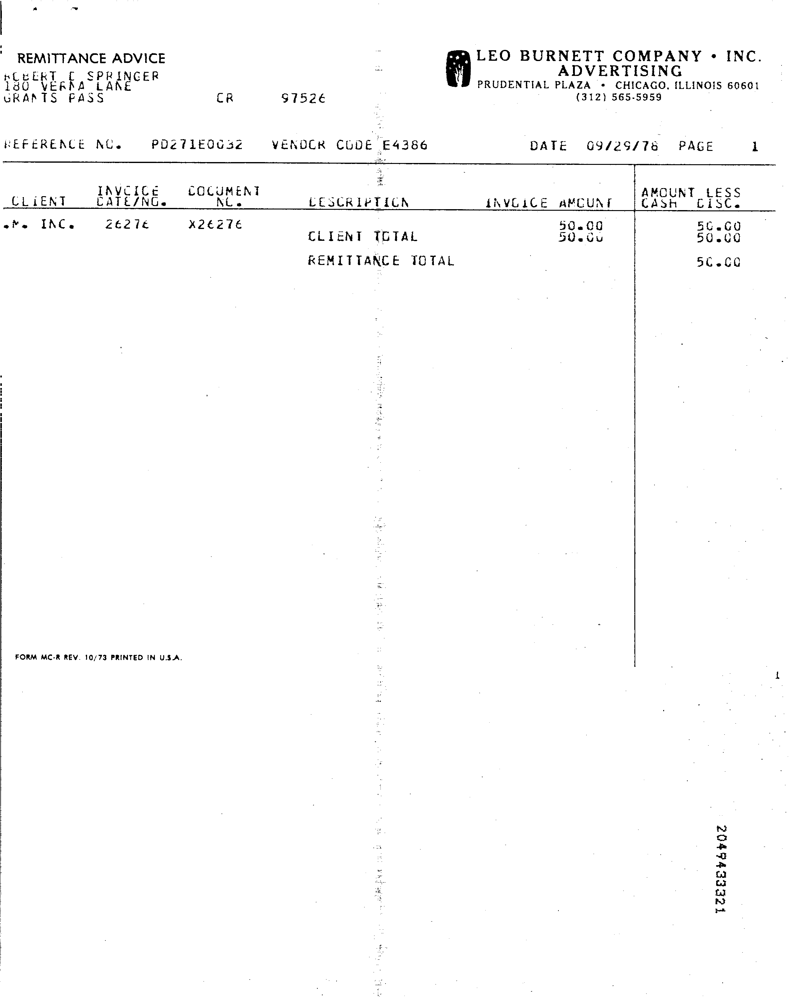 REMITTANCE ADVICE
LEO BURNETT COMPANY • INC.
ADVERTISING
PRUDENTIAL PLAZA • CHICAGO, ILLINOIS 60601
(312) 565-5959
ROBERT E SPRINGER
180 VERNA LANE
GRANTS PASS OR 97526
REFERENCE NO. PD271E0032 VENDOR CODE E4386 DATE 09/29/76 PAGE 1
CLIENT INVOICE DATE/NO. DOCUMENT NO. DESCRIPTION INVOICE AMOUNT AMOUNT LESS CASH DISC.
.M. INC. 26276 X26276 50.00 50.00
CLIENT TOTAL 50.00 50.00
REMITTANCE TOTAL 50.00
FORM MC-R REV. 10/73 PRINTED IN U.S.A.
1
2049433321